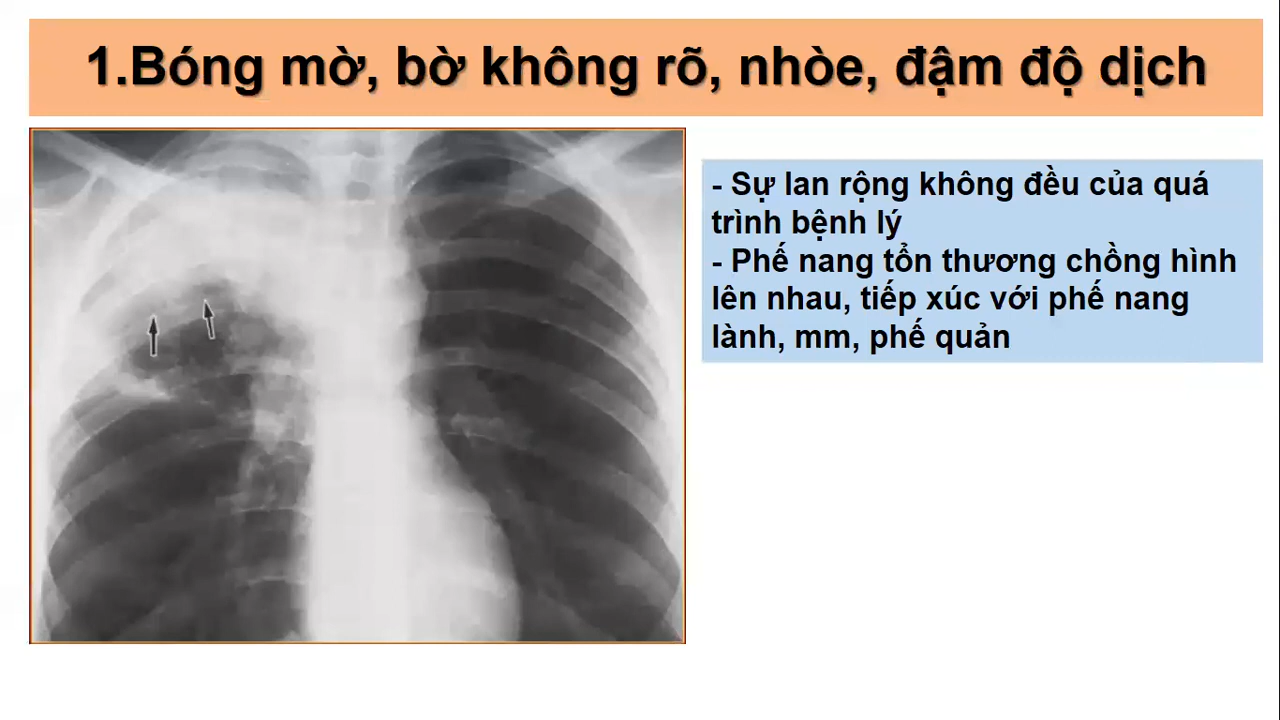 1.Bóng mờ, bờ không rõ, nhòe, đậm độ dịch
- Sự lan rộng không đều của quá
trình bệnh lý
- Phế nang tổn thương chồng hình
lên nhau, tiếp xúc với phế nang
lành, mm, phế quản